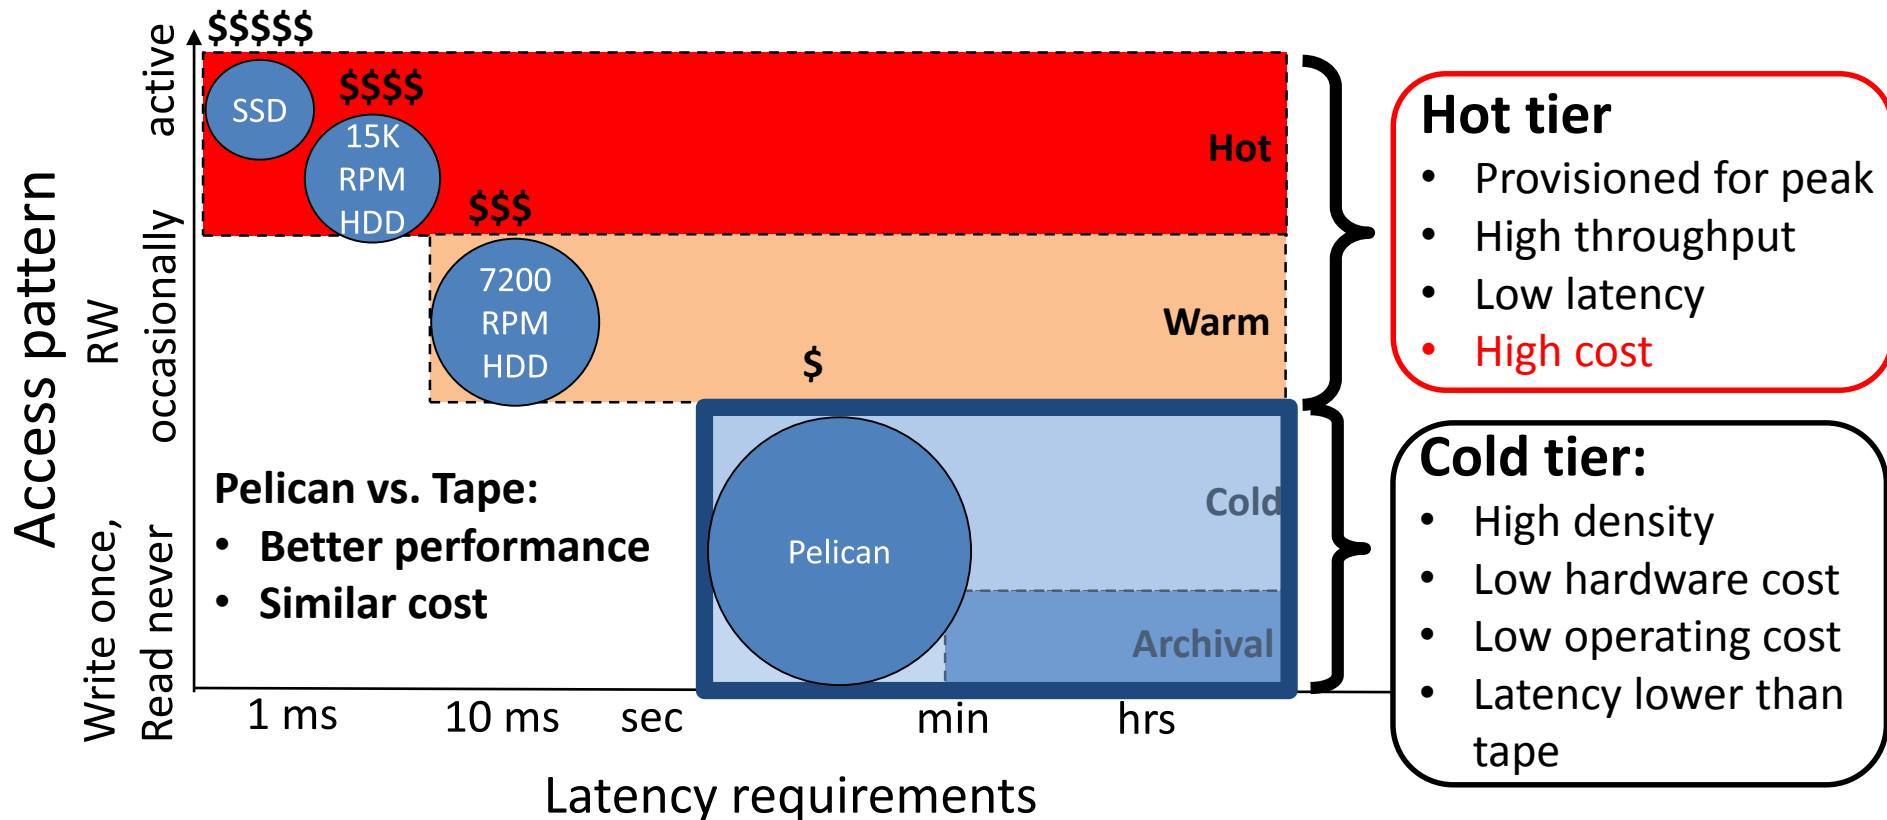 $$$$$
$$$$
$$$
$
SSD
15K
RPM
HDD
7200
RPM
HDD
Pelican
Hot
Warm
Cold
Archival
Access pattern
active
RW
occasionally
Write once,
Read never
Pelican vs. Tape:
• Better performance
• Similar cost
1 ms
10 ms
sec
min
hrs
Latency requirements
Hot tier
• Provisioned for peak
• High throughput
• Low latency
• High cost
Cold tier:
• High density
• Low hardware cost
• Low operating cost
• Latency lower than
tape